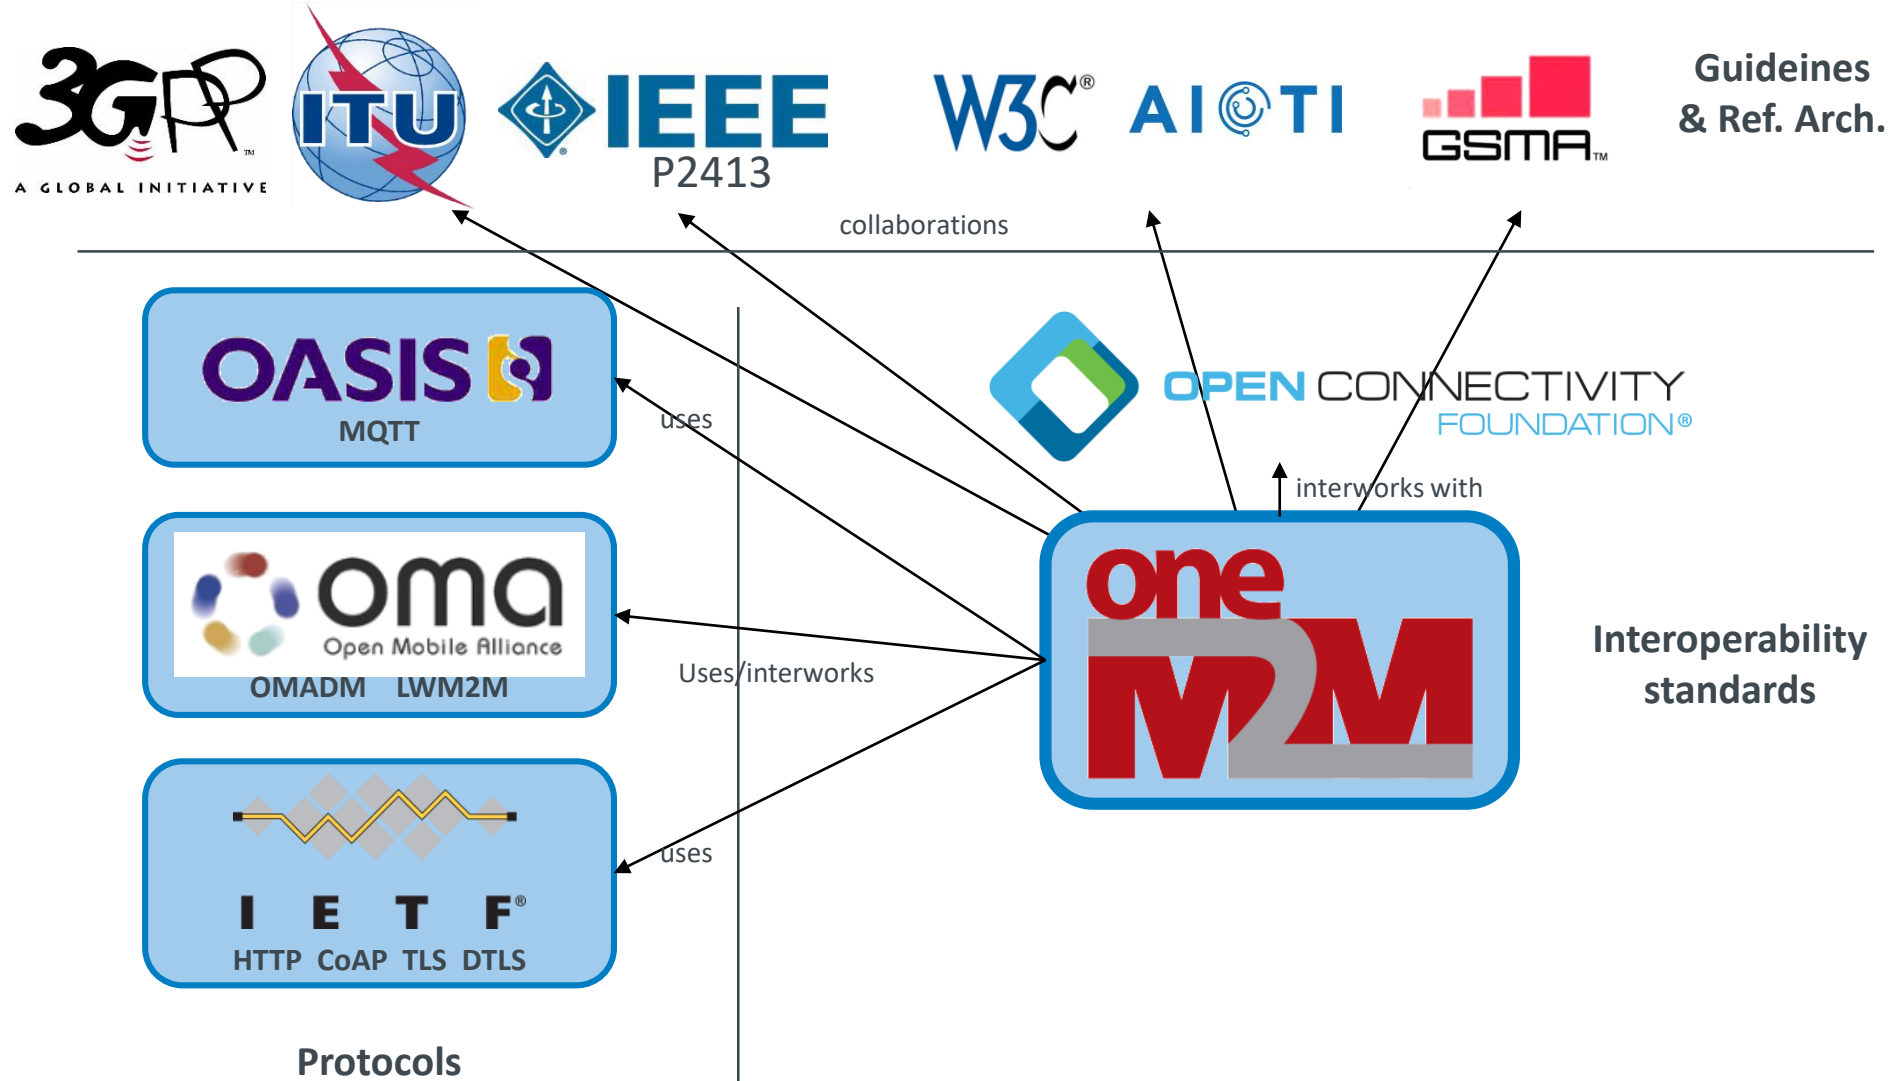 3GPP TM
A GLOBAL INITIATIVE
ITU
IEEE
P2413
W3C®
AIOTI
GSMA™
Guideines
& Ref. Arch.
collaborations
OASIS
MQTT
uses
OPEN CONNECTIVITY
FOUNDATION®
interworks with
oma
Open Mobile Alliance
OMADM LWM2M
Uses/interworks
one
M2M
Interoperability
standards
uses
I E T F®
HTTP CoAP TLS DTLS
Protocols